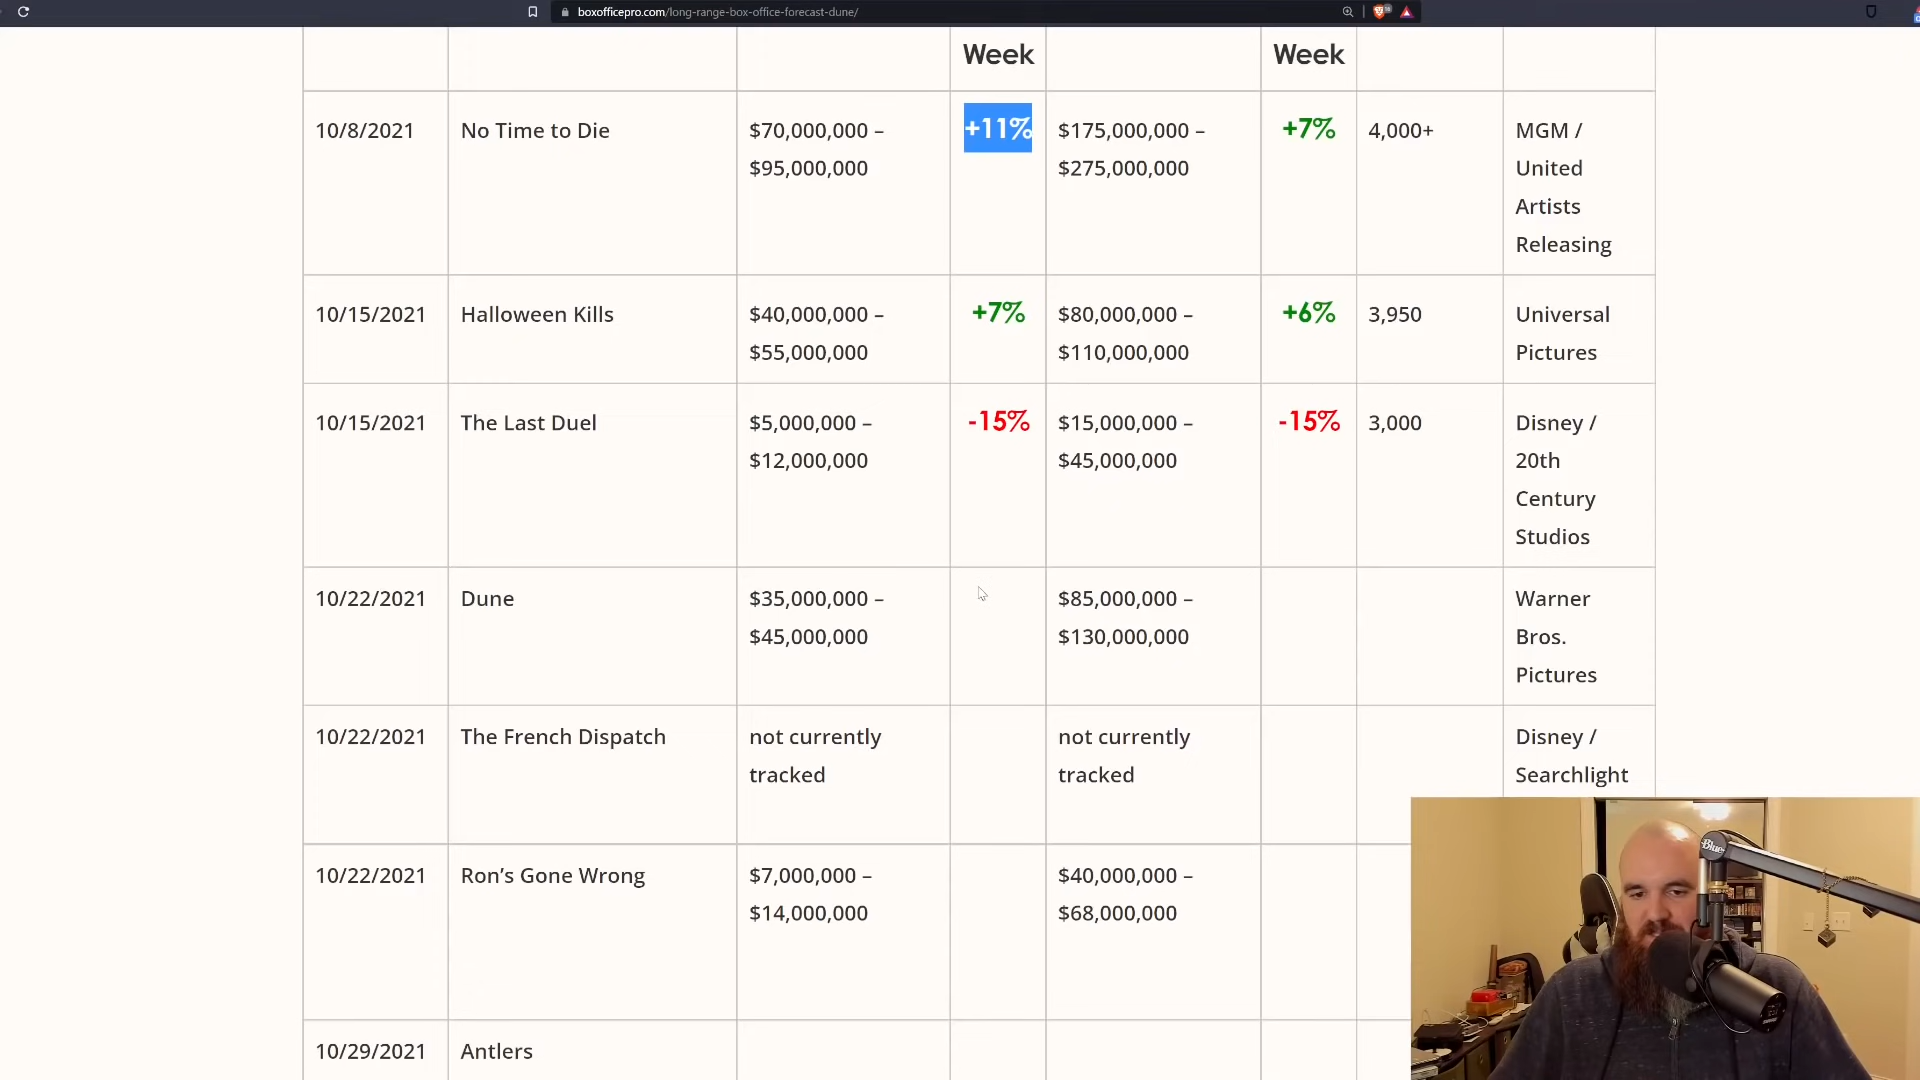 boxofficepro.com/long-range-box-office-forecast-dune/
Week
Week
10/8/2021
No Time to Die
$70,000,000 –
$95,000,000
+11%
$175,000,000 –
$275,000,000
+7%
4,000+
MGM /
United
Artists
Releasing
10/15/2021
Halloween Kills
$40,000,000 –
$55,000,000
+7%
$80,000,000 –
$110,000,000
+6%
3,950
Universal
Pictures
10/15/2021
The Last Duel
$5,000,000 –
$12,000,000
-15%
$15,000,000 –
$45,000,000
-15%
3,000
Disney /
20th
Century
Studios
10/22/2021
Dune
$35,000,000 –
$45,000,000
$85,000,000 –
$130,000,000
Warner
Bros.
Pictures
10/22/2021
The French Dispatch
not currently
tracked
not currently
tracked
Disney /
Searchlight
10/22/2021
Ron’s Gone Wrong
$7,000,000 –
$14,000,000
$40,000,000 –
$68,000,000
10/29/2021
Antlers
Blue